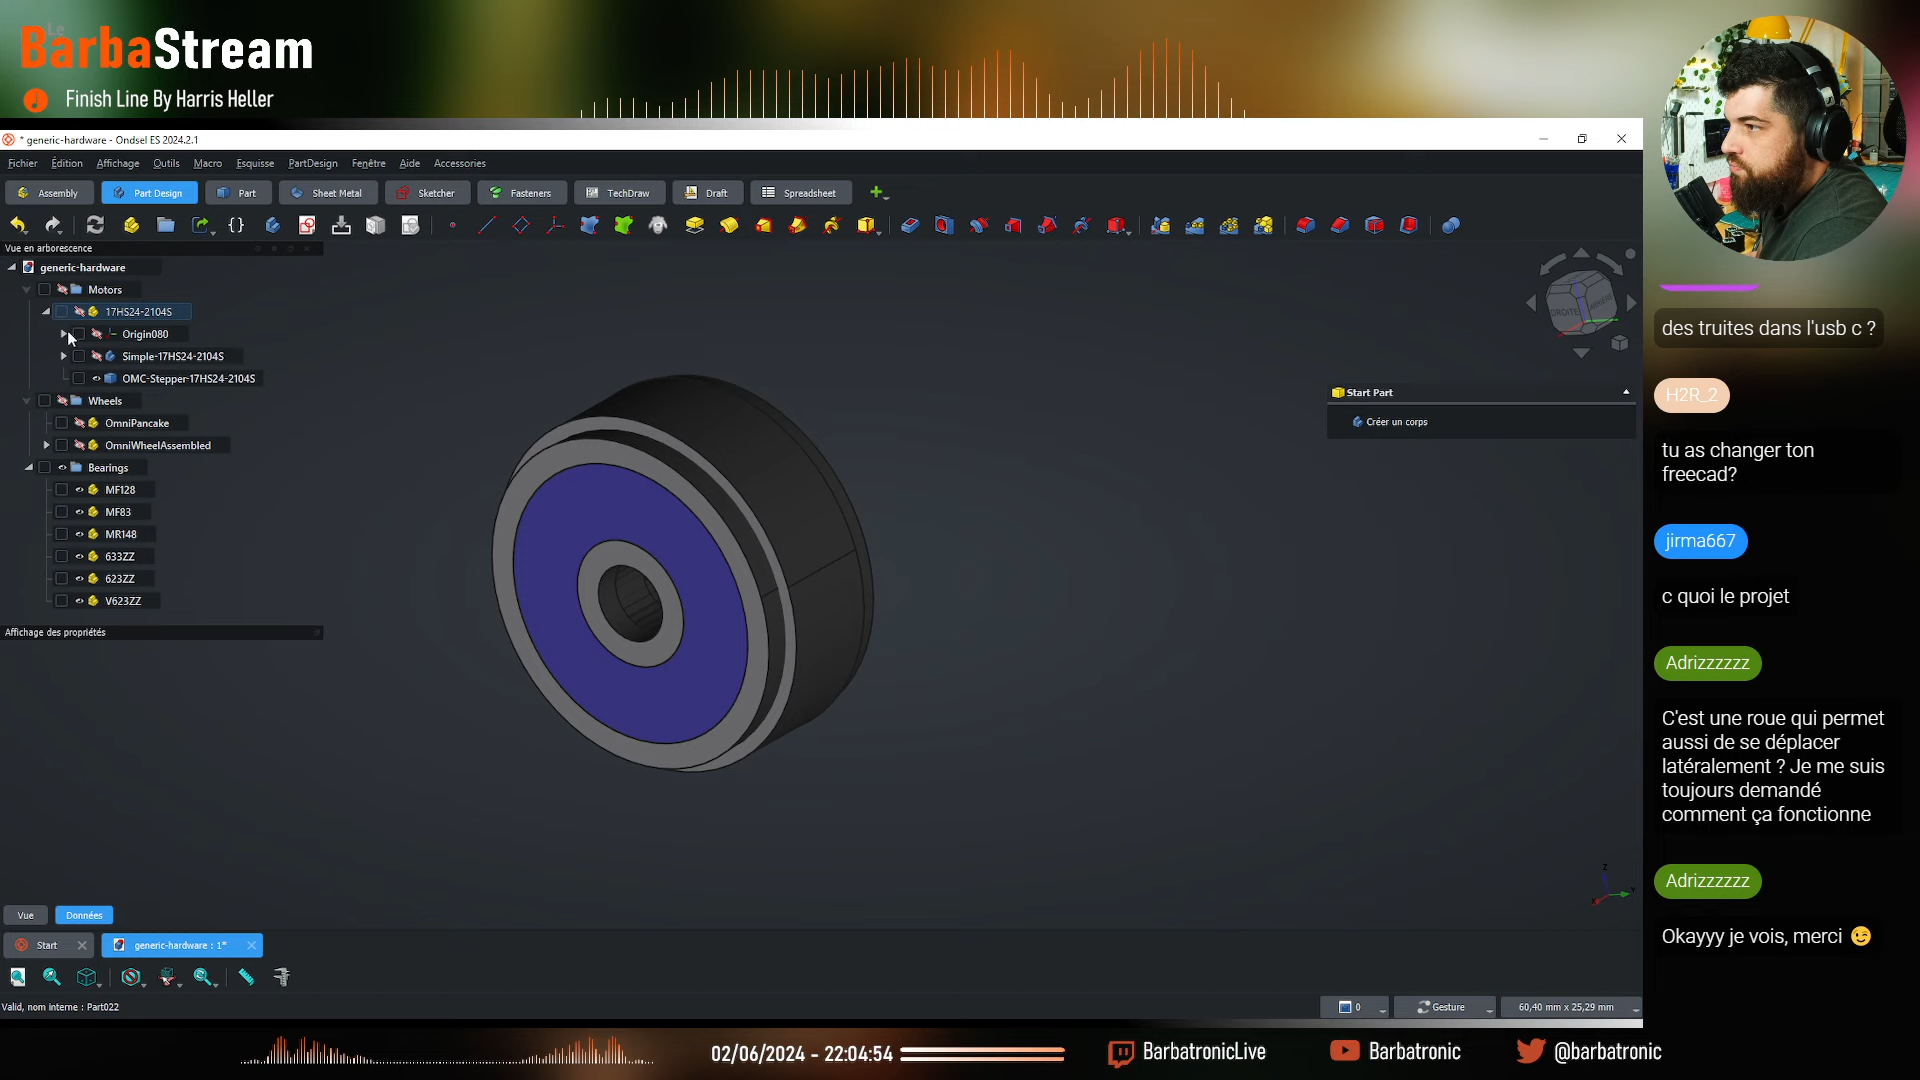 Le
BarbaStream
Finish Line By Harris Heller
* generic-hardware - Ondsel ES 2024.2.1
Fichier Édition Affichage Outils Macro Esquisse PartDesign Fenêtre Aide Accessories
Assembly Part Design Part Sheet Metal Sketcher Fasteners TechDraw Draft Spreadsheet
Vue en arborescence
generic-hardware
Motors
17HS24-2104S
Origin080
Simple-17HS24-2104S
OMC-Stepper-17HS24-2104S
Wheels
OmniPancake
OmniWheelAssembled
Bearings
MF128
MF83
MR148
633ZZ
623ZZ
V623ZZ
Affichage des propriétés
DROITE
ARRIÈRE
Start Part
Créer un corps
Z
Y
X
Vue Données
Start generic-hardware : 1*
Valid, nom interne : Part022
0 Gesture 60,40 mm x 25,29 mm
des truites dans l'usb c ?
H2R_2
tu as changer ton
freecad?
jirma667
c quoi le projet
Adrizzzzzz
C'est une roue qui permet
aussi de se déplacer
latéralement ? Je me suis
toujours demandé
comment ça fonctionne
Adrizzzzzz
Okayyy je vois, merci 😉
02/06/2024 - 22:04:54
BarbatronicLive
Barbatronic
@barbatronic